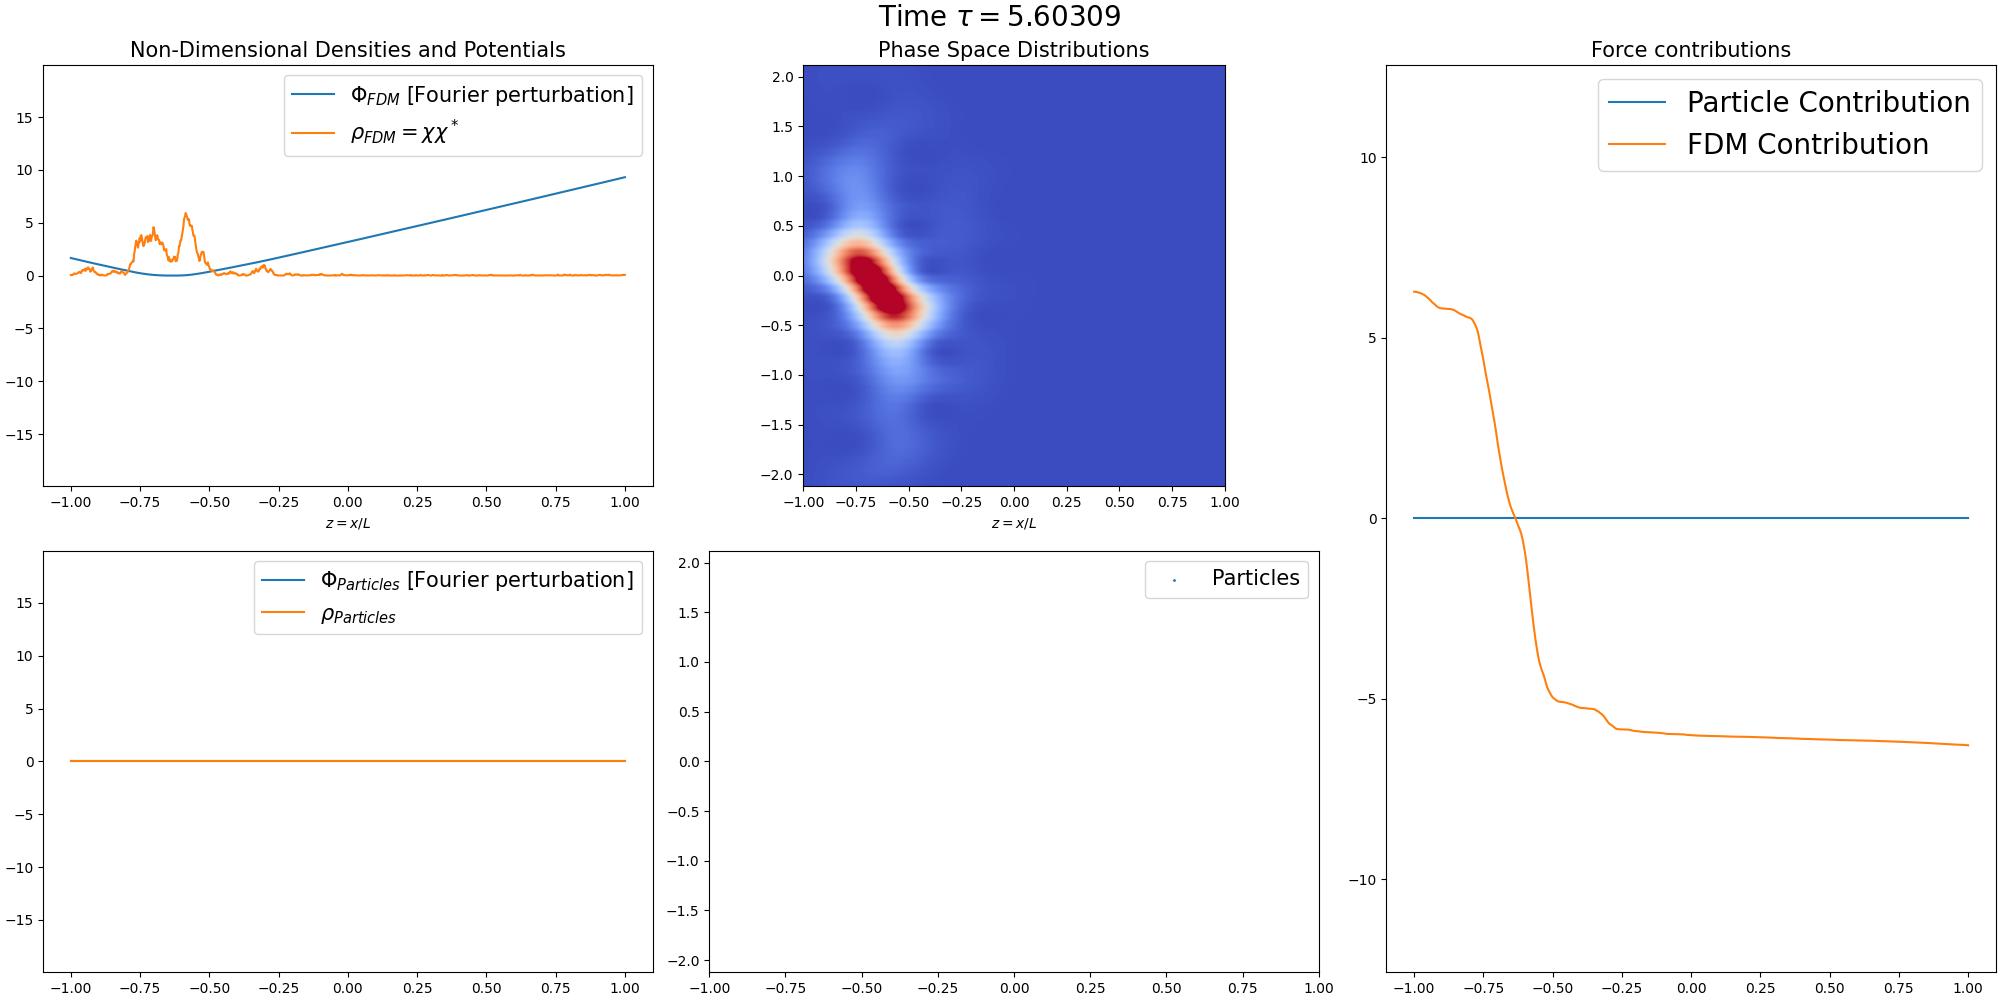 Time τ = 5.60309
Non-Dimensional Densities and Potentials
Φ_FDM [Fourier perturbation]
ρ_FDM = χχ*
15
10
5
0
−5
−10
−15
−1.00 −0.75 −0.50 −0.25 0.00 0.25 0.50 0.75 1.00
z = x/L
Phase Space Distributions
2.0
1.5
1.0
0.5
0.0
−0.5
−1.0
−1.5
−2.0
−1.00 −0.75 −0.50 −0.25 0.00 0.25 0.50 0.75 1.00
z = x/L
Force contributions
Particle Contribution
FDM Contribution
10
5
0
−5
−10
−1.00 −0.75 −0.50 −0.25 0.00 0.25 0.50 0.75 1.00
Φ_Particles [Fourier perturbation]
ρ_Particles
15
10
5
0
−5
−10
−15
−1.00 −0.75 −0.50 −0.25 0.00 0.25 0.50 0.75 1.00
Particles
2.0
1.5
1.0
0.5
0.0
−0.5
−1.0
−1.5
−2.0
−1.00 −0.75 −0.50 −0.25 0.00 0.25 0.50 0.75 1.00